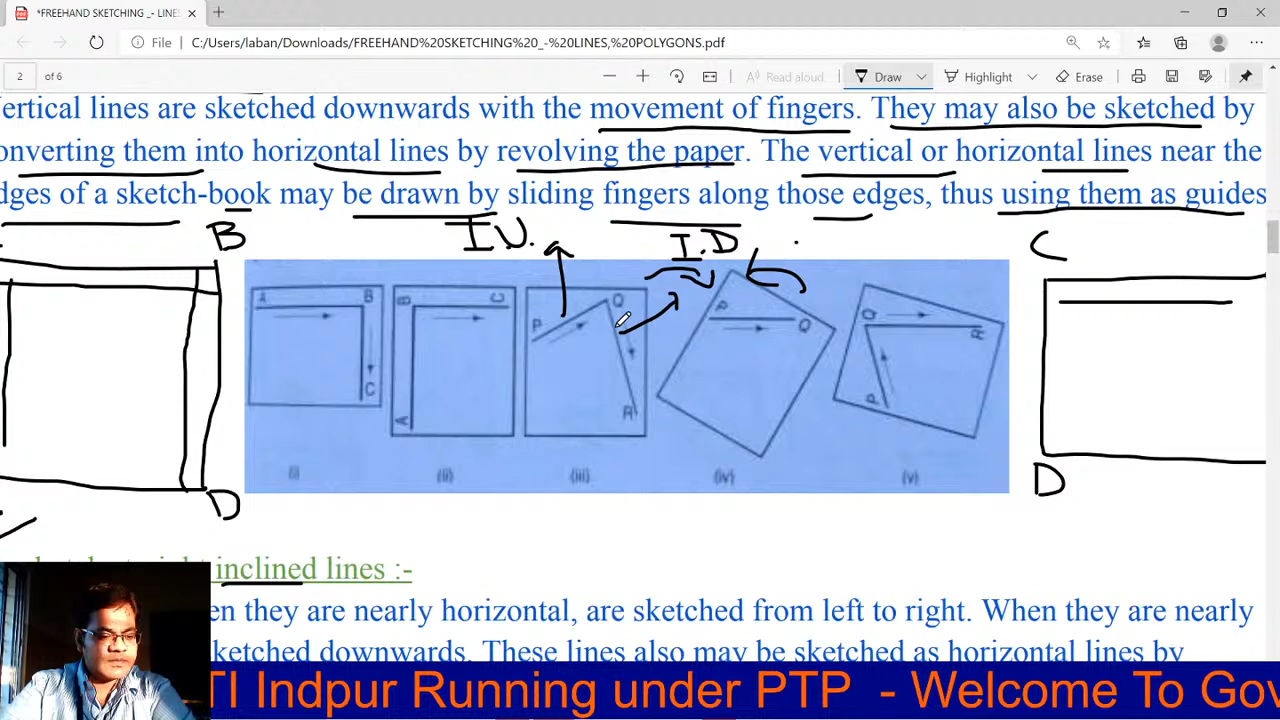 *FREEHAND SKETCHING _- LINE
File C:/Users/laban/Downloads/FREEHAND%20SKETCHING%20_-%20LINES,%20POLYGONS.pdf
2 of 6 Read aloud Draw Highlight Erase
ertical lines are sketched downwards with the movement of fingers. They may also be sketched by
onverting them into horizontal lines by revolving the paper. The vertical or horizontal lines near the
dges of a sketch-book may be drawn by sliding fingers along those edges, thus using them as guides
B I.V. I.D C
A B B C P Q P Q Q R
C A R P
(i) (ii) (iii) (iv) (v)
D D
inclined lines :-
en they are nearly horizontal, are sketched from left to right. When they are nearly
ketched downwards. These lines also may be sketched as horizontal lines by
TI Indpur Running under PTP - Welcome To Gov